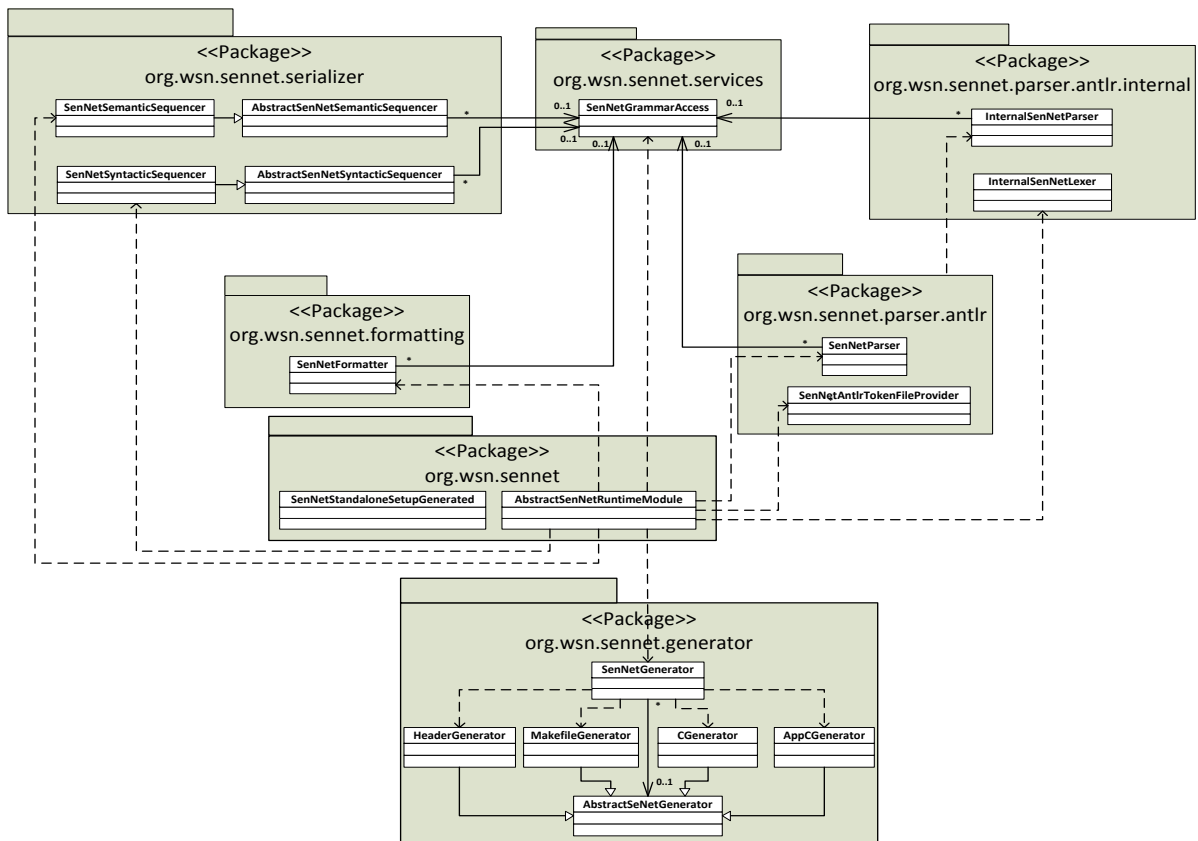 <<Package>>
org.wsn.sennet.serializer
SenNetSemanticSequencer
AbstractSenNetSemanticSequencer
*
SenNetSyntacticSequencer
AbstractSenNetSyntacticSequencer
*
<<Package>>
org.wsn.sennet.services
SenNetGrammarAccess
0..1
0..1
0..1
0..1
0..1
<<Package>>
org.wsn.sennet.parser.antlr.internal
*
InternalSenNetParser
InternalSenNetLexer
<<Package>>
org.wsn.sennet.formatting
SenNetFormatter
*
<<Package>>
org.wsn.sennet.parser.antlr
*
SenNetParser
SenNetAntlrTokenFileProvider
<<Package>>
org.wsn.sennet
SenNetStandaloneSetupGenerated
AbstractSenNetRuntimeModule
<<Package>>
org.wsn.sennet.generator
SenNetGenerator
*
HeaderGenerator
MakefileGenerator
CGenerator
AppCGenerator
0..1
AbstractSeNetGenerator